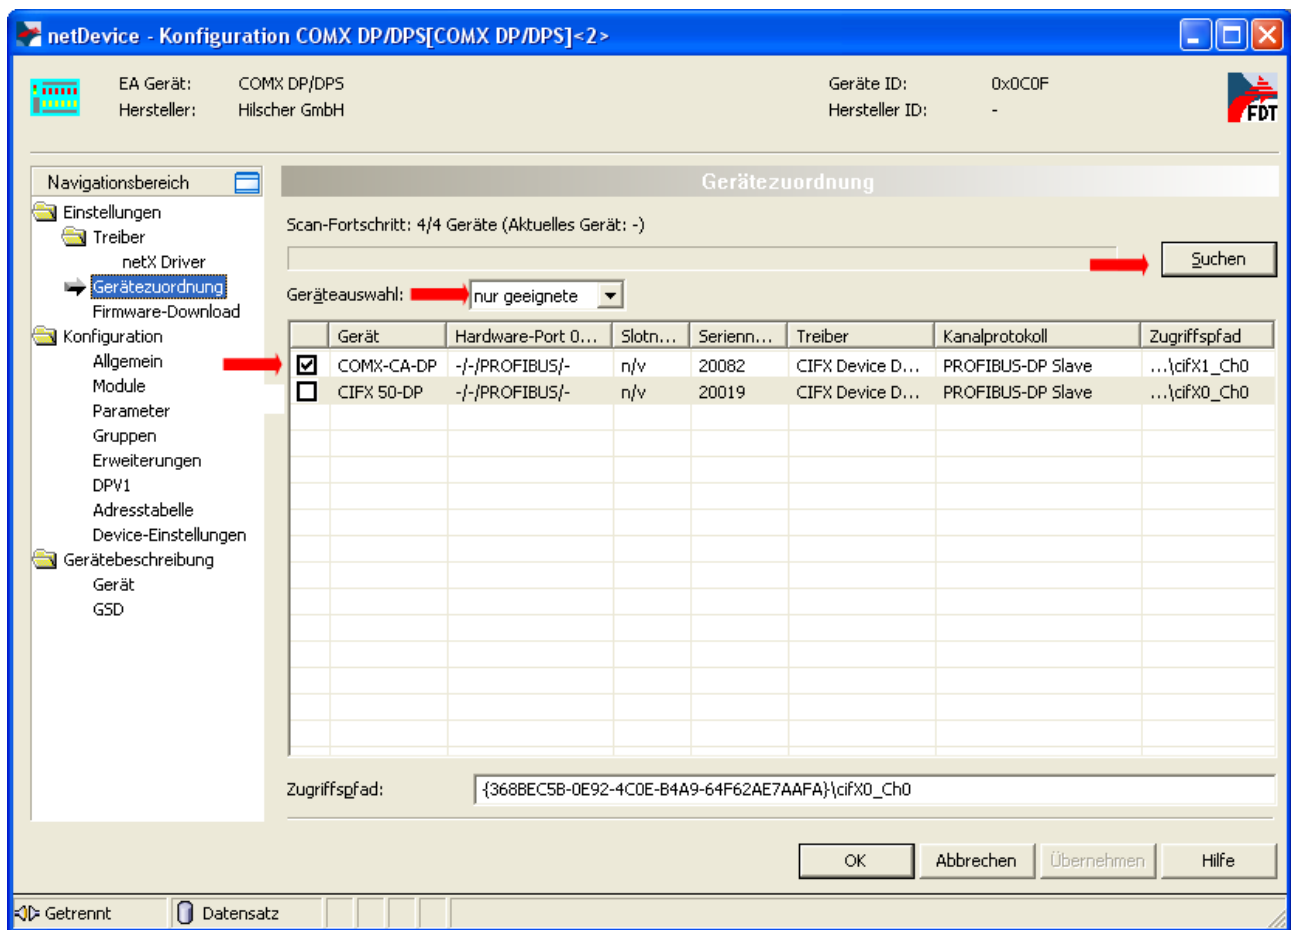 netDevice - Konfiguration COMX DP/DPS[COMX DP/DPS]<2>
EA Gerät: COMX DP/DPS Geräte ID: 0x0C0F
Hersteller: Hilscher GmbH Hersteller ID: -
FDT
Navigationsbereich
Einstellungen
Treiber
netX Driver
Gerätezuordnung
Firmware-Download
Konfiguration
Allgemein
Module
Parameter
Gruppen
Erweiterungen
DPV1
Adresstabelle
Device-Einstellungen
Gerätebeschreibung
Gerät
GSD
Gerätezuordnung
Scan-Fortschritt: 4/4 Geräte (Aktuelles Gerät: -)
Suchen
Geräteauswahl: nur geeignete
Gerät Hardware-Port 0... Slotn... Serienn... Treiber Kanalprotokoll Zugriffspfad
COMX-CA-DP -/-/PROFIBUS/- n/v 20082 CIFX Device D... PROFIBUS-DP Slave ...\cifX1_Ch0
CIFX 50-DP -/-/PROFIBUS/- n/v 20019 CIFX Device D... PROFIBUS-DP Slave ...\cifX0_Ch0
Zugriffspfad: {368BEC5B-0E92-4C0E-B4A9-64F62AE7AAFA}\cifX0_Ch0
OK Abbrechen Übernehmen Hilfe
Getrennt Datensatz